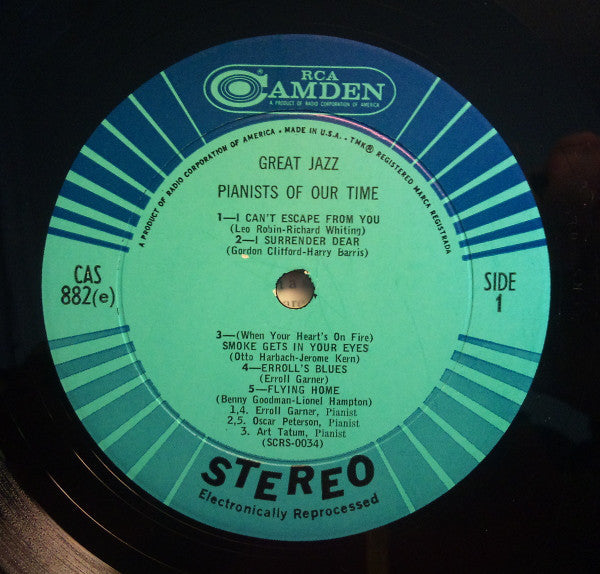 RCA
CAMDEN
®
A PRODUCT OF RADIO CORPORATION OF AMERICA
A PRODUCT OF RADIO CORPORATION OF AMERICA • MADE IN U.S.A. • TMK® REGISTERED MARCA REGISTRADA
GREAT JAZZ
PIANISTS OF OUR TIME
1—I CAN'T ESCAPE FROM YOU
(Leo Robin-Richard Whiting)
2—I SURRENDER DEAR
(Gordon Clifford-Harry Barris)
CAS
882(e)
SIDE
1
3—(When Your Heart's On Fire)
SMOKE GETS IN YOUR EYES
(Otto Harbach-Jerome Kern)
4—ERROLL'S BLUES
(Erroll Garner)
5—FLYING HOME
(Benny Goodman-Lionel Hampton)
1,4. Erroll Garner, Pianist
2,5. Oscar Peterson, Pianist
3. Art Tatum, Pianist
(SCRS-0034)
STEREO
Electronically Reprocessed